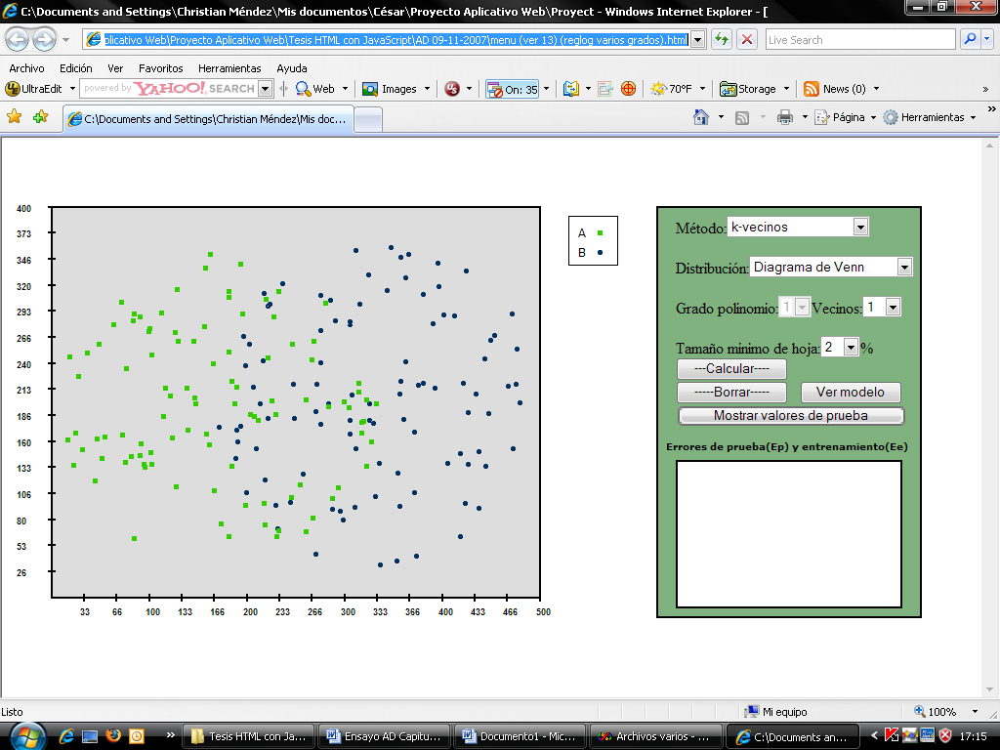 C:\Documents and Settings\Christian Méndez\Mis documentos\César\Proyecto Aplicativo Web\Proyect - Windows Internet Explorer - [
plicativo Web\Proyecto Aplicativo Web\Tesis HTML con JavaScript\AD 09-11-2007\menu (ver 13) (reglog varios grados).html
Live Search
Archivo Edición Ver Favoritos Herramientas Ayuda
UltraEdit powered by YAHOO! SEARCH Web Images On: 35 70°F Storage News (0) »
C:\Documents and Settings\Christian Méndez\Mis doc... Página Herramientas »
400
373
346
320
293
266
240
213
186
160
133
106
80
53
26
33 66 100 133 166 200 233 266 300 333 366 400 433 466 500
A
B
Método: k-vecinos
Distribución: Diagrama de Venn
Grado polinomio: 1 Vecinos: 1
Tamaño mínimo de hoja: 2 %
---Calcular----
-----Borrar----- Ver modelo
Mostrar valores de prueba
Errores de prueba(Ep) y entrenamiento(Ee)
Listo Mi equipo 100%
» Tesis HTML con Ja... Ensayo AD Capitu... Documento1 - Mic... Archivos varios - ... C:\Documents an... 17:15